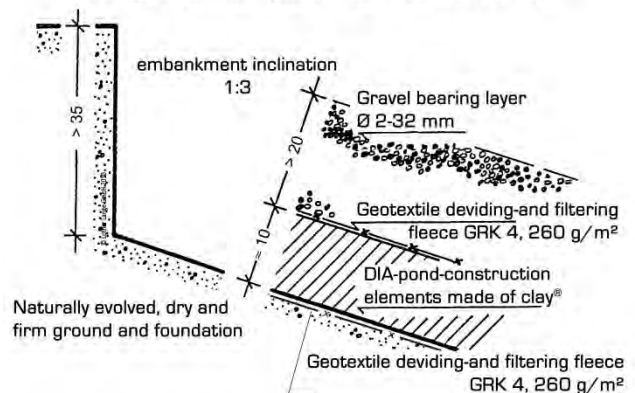 embankment inclination
1:3
Gravel bearing layer
Ø 2-32 mm
> 35
> 20
Geotextile deviding-and filtering
fleece GRK 4, 260 g/m²
= 10
DIA-pond-construction
elements made of clay®
Naturally evolved, dry and
firm ground and foundation
Geotextile deviding-and filtering fleece
GRK 4, 260 g/m²